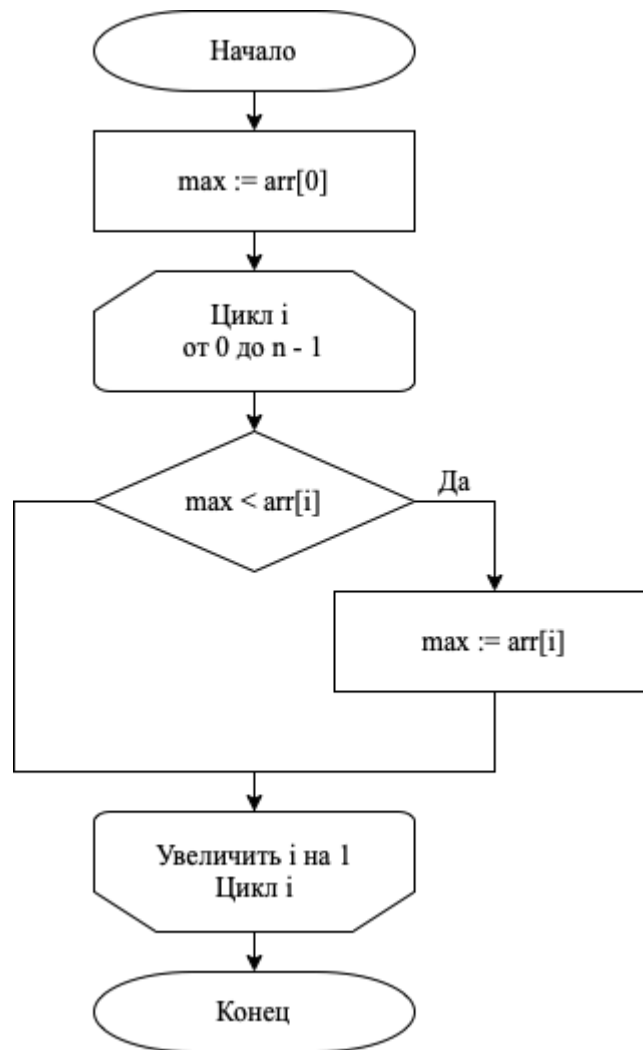 Начало
max := arr[0]
Цикл i
от 0 до n - 1
max < arr[i]
Да
max := arr[i]
Увеличить i на 1
Цикл i
Конец